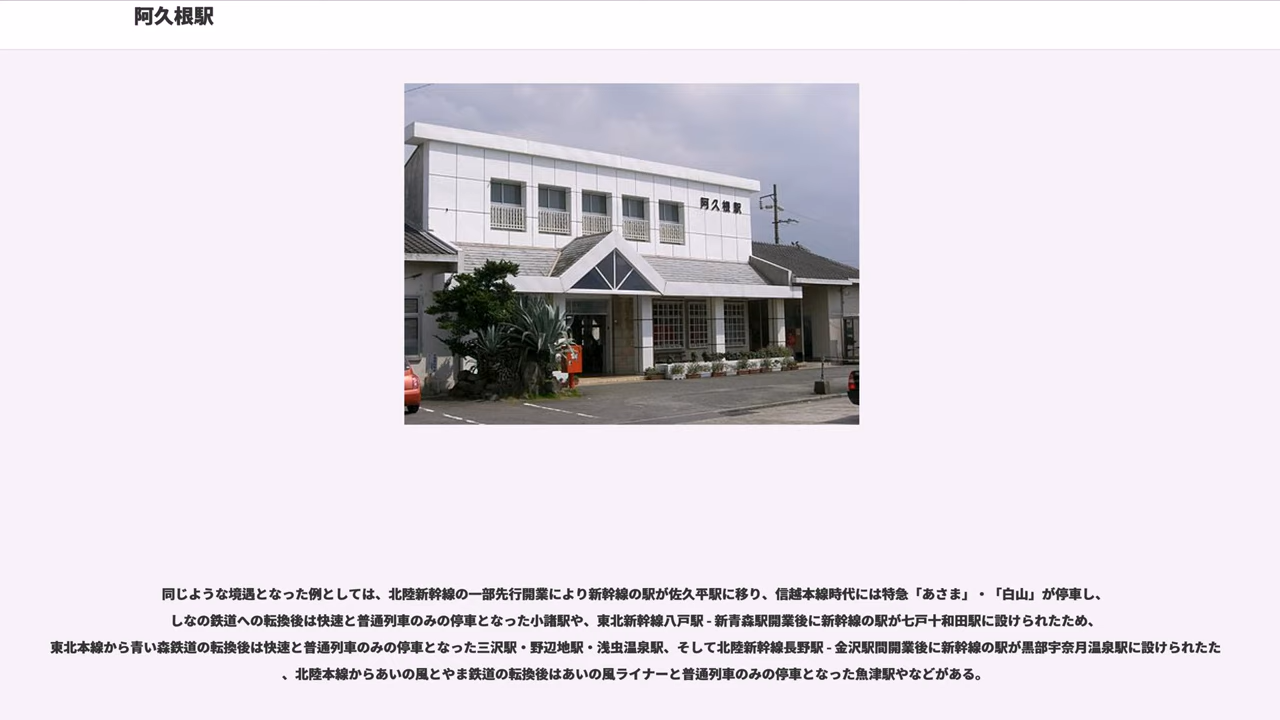 阿久根駅
阿久根駅
同じような境遇となった例としては、北陸新幹線の一部先行開業により新幹線の駅が佐久平駅に移り、信越本線時代には特急「あさま」・「白山」が停車し、
しなの鉄道への転換後は快速と普通列車のみの停車となった小諸駅や、東北新幹線八戸駅 - 新青森駅開業後に新幹線の駅が七戸十和田駅に設けられたため、
東北本線から青い森鉄道の転換後は快速と普通列車のみの停車となった三沢駅・野辺地駅・浅虫温泉駅、そして北陸新幹線長野駅 - 金沢駅間開業後に新幹線の駅が黒部宇奈月温泉駅に設けられたた
、北陸本線からあいの風とやま鉄道の転換後はあいの風ライナーと普通列車のみの停車となった魚津駅やなどがある。